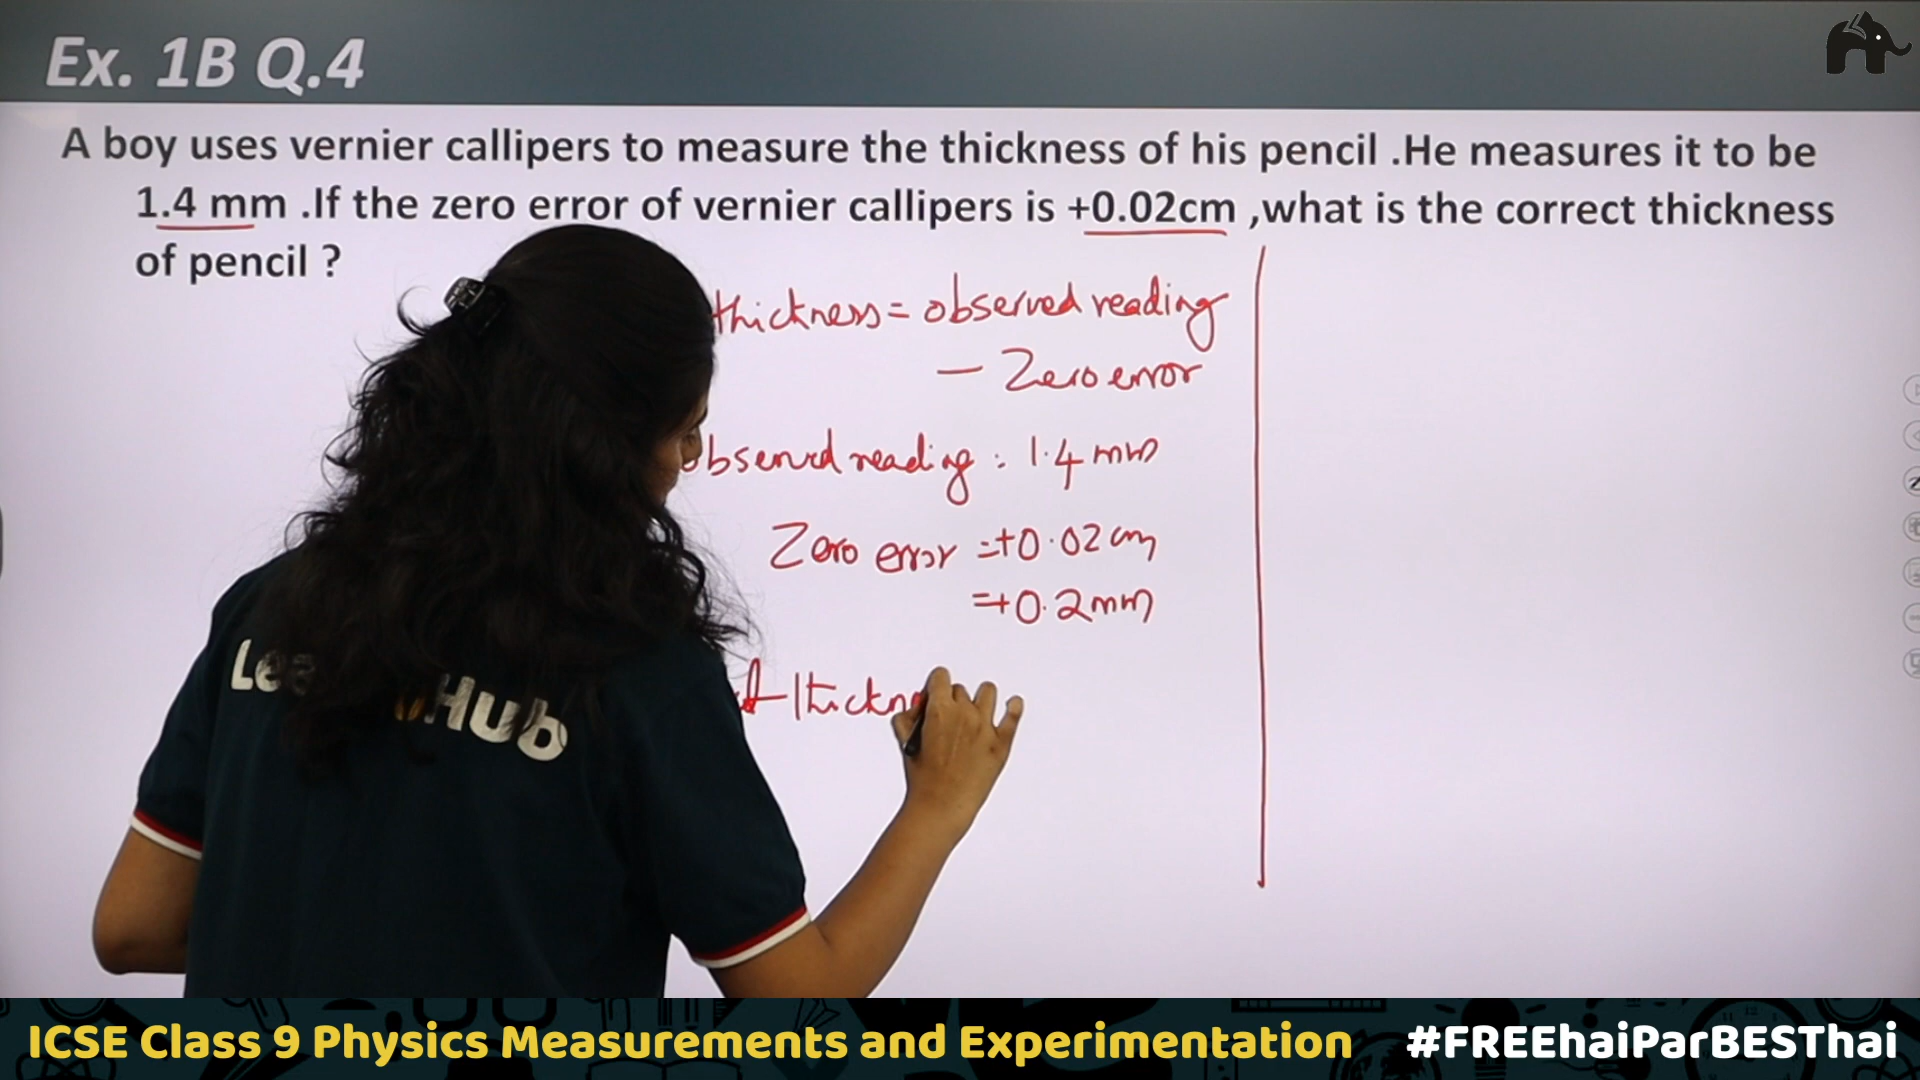 Ex. 1B Q.4
A boy uses vernier callipers to measure the thickness of his pencil .He measures it to be
1.4 mm .If the zero error of vernier callipers is +0.02cm ,what is the correct thickness
of pencil ?
thickness = observed reading
— Zero error
observed reading : 1.4 mm
Zero error = +0.02 cm
= +0.2 mm
thickn
Hub
ICSE Class 9 Physics Measurements and Experimentation #FREEhaiParBESThai